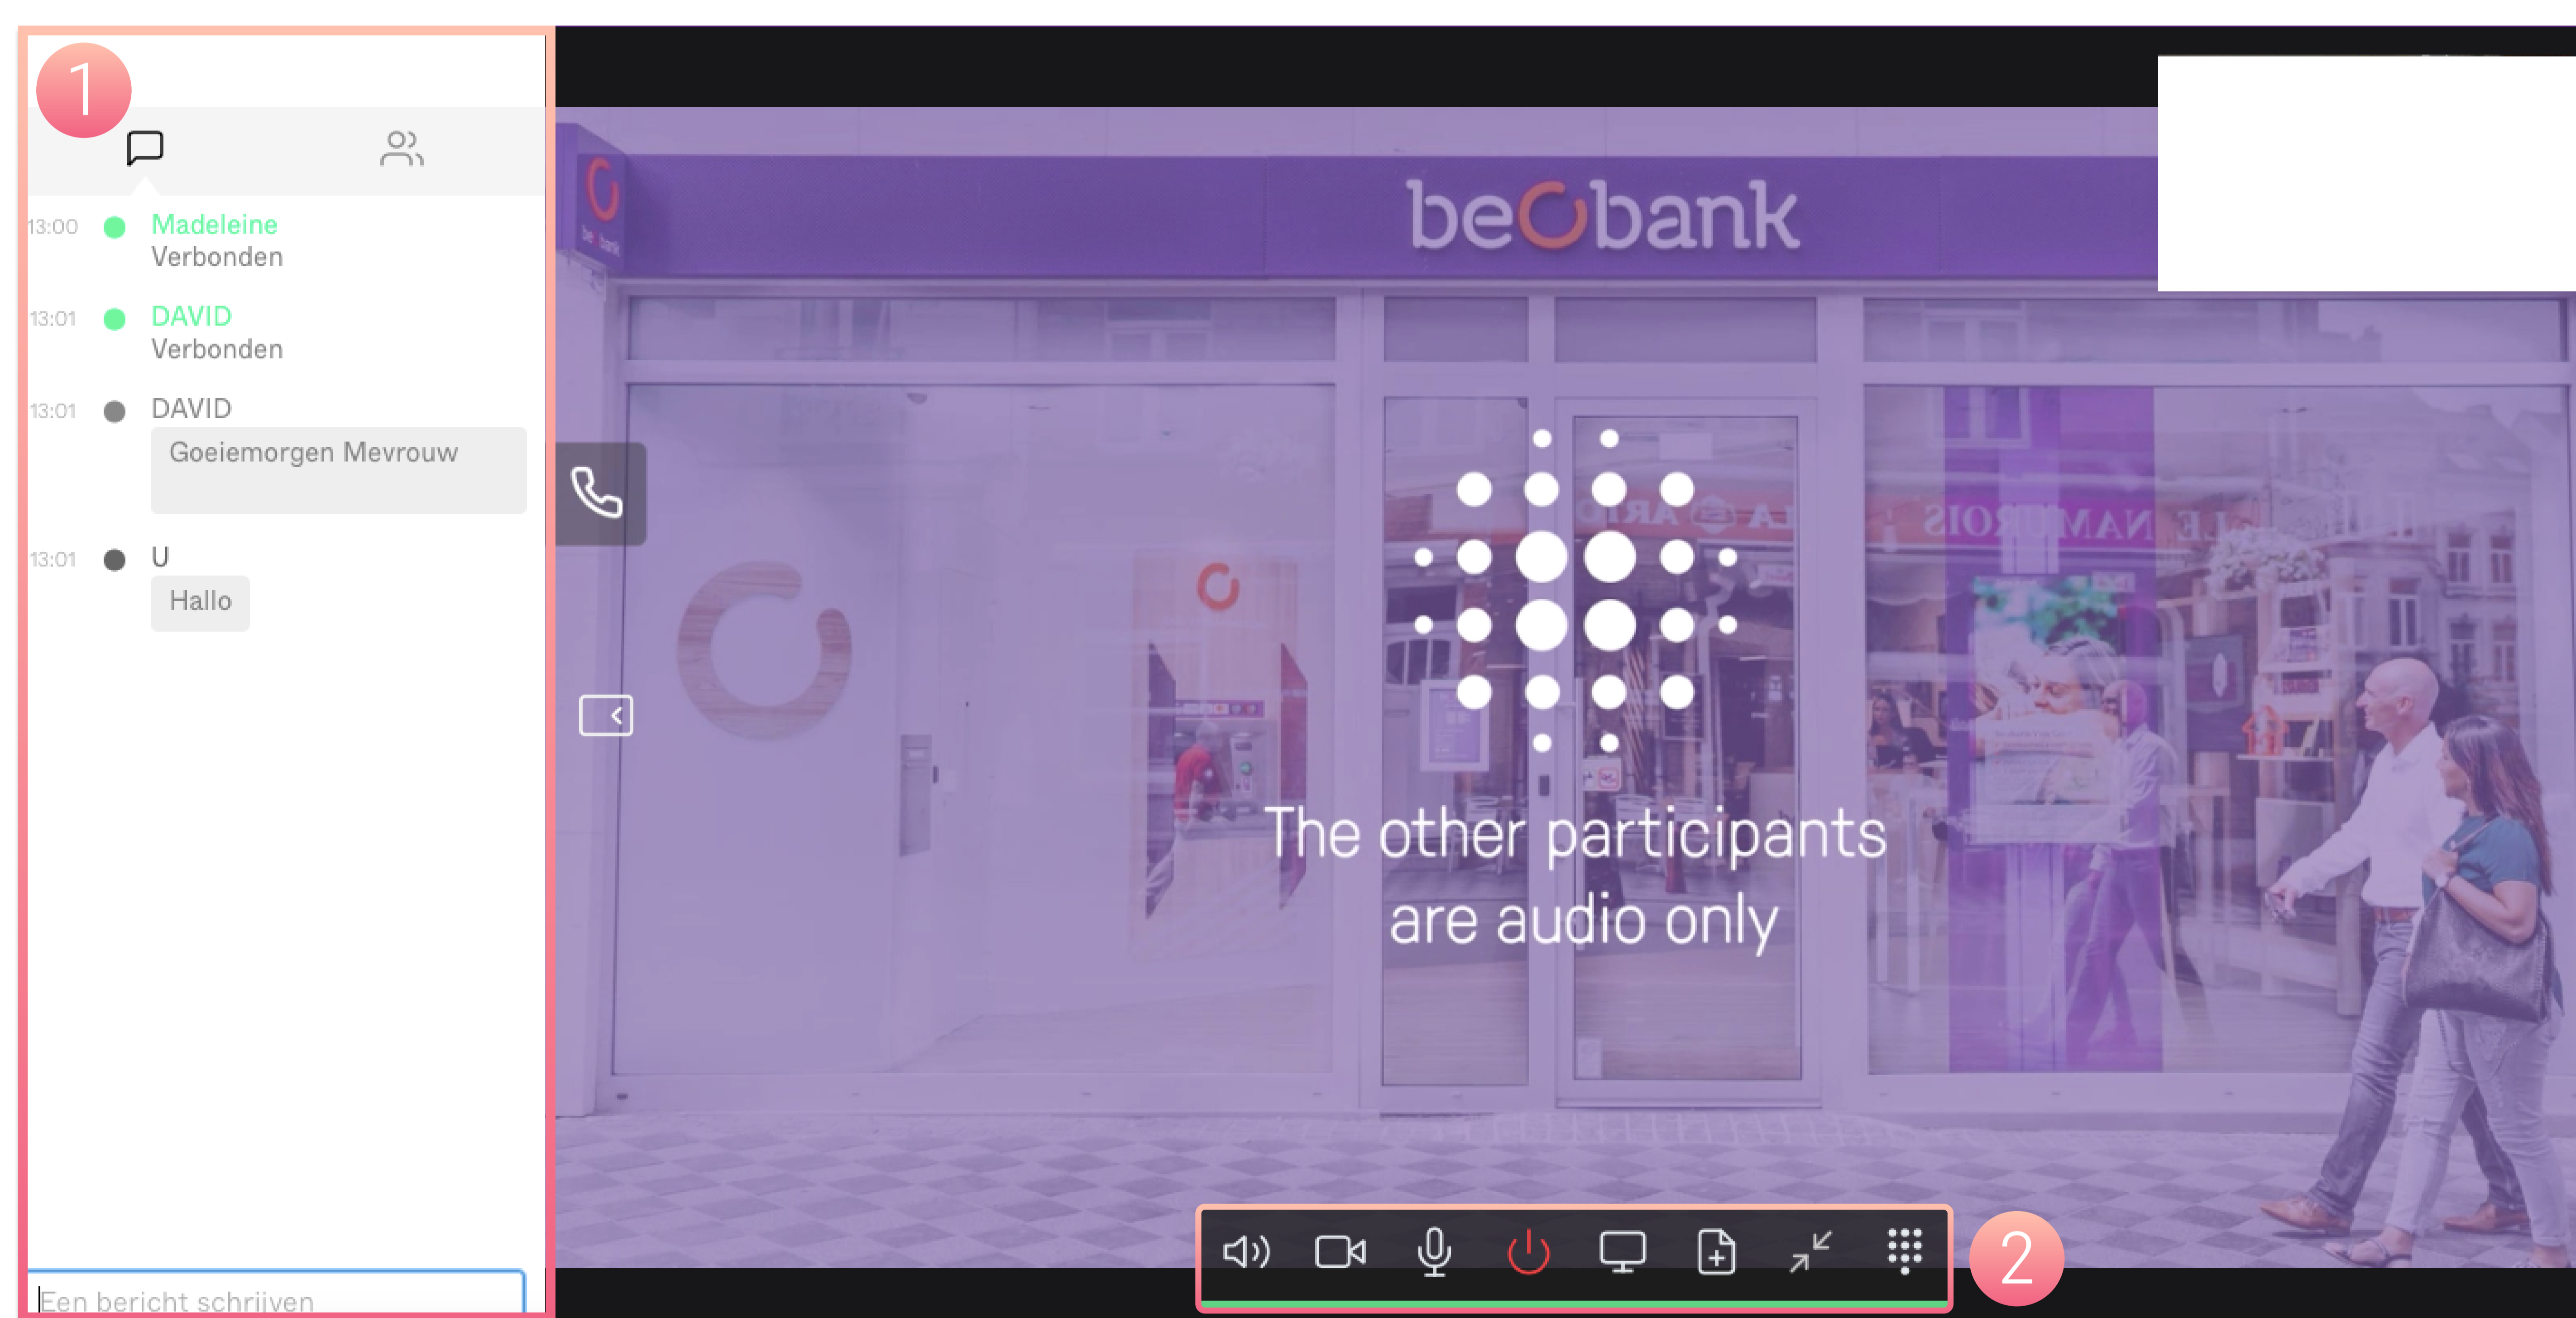 1
13:00 Madeleine
Verbonden
13:01 DAVID
Verbonden
13:01 DAVID
Goeiemorgen Mevrouw
13:01 U
Hallo
Een bericht schrijven
beobank
The other participants
are audio only
2